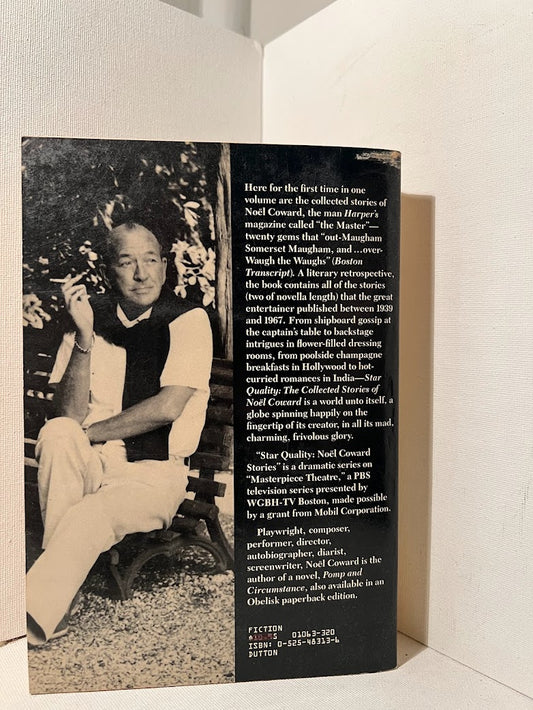 Here for the first time in one
volume are the collected stories of
Noël Coward, the man Harper's
magazine called "the Master"—
twenty gems that "out-Maugham
Somerset Maugham, and ...over-
Waugh the Waughs" (Boston
Transcript). A literary retrospective,
the book contains all of the stories
(two of novella length) that the great
entertainer published between 1939
and 1967. From shipboard gossip at
the captain's table to backstage
intrigues in flower-filled dressing
rooms, from poolside champagne
breakfasts in Hollywood to hot-
curried romances in India—Star
Quality: The Collected Stories of
Noël Coward is a world unto itself, a
globe spinning happily on the
fingertip of its creator, in all its mad,
charming, frivolous glory.
"Star Quality: Noël Coward
Stories" is a dramatic series on
"Masterpiece Theatre," a PBS
television series presented by
WGBH-TV Boston, made possible
by a grant from Mobil Corporation.
Playwright, composer,
performer, director,
autobiographer, diarist,
screenwriter, Noël Coward is the
author of a novel, Pomp and
Circumstance, also available in an
Obelisk paperback edition.
FICTION
01063-320
ISBN: 0-525-48313-6
DUTTON